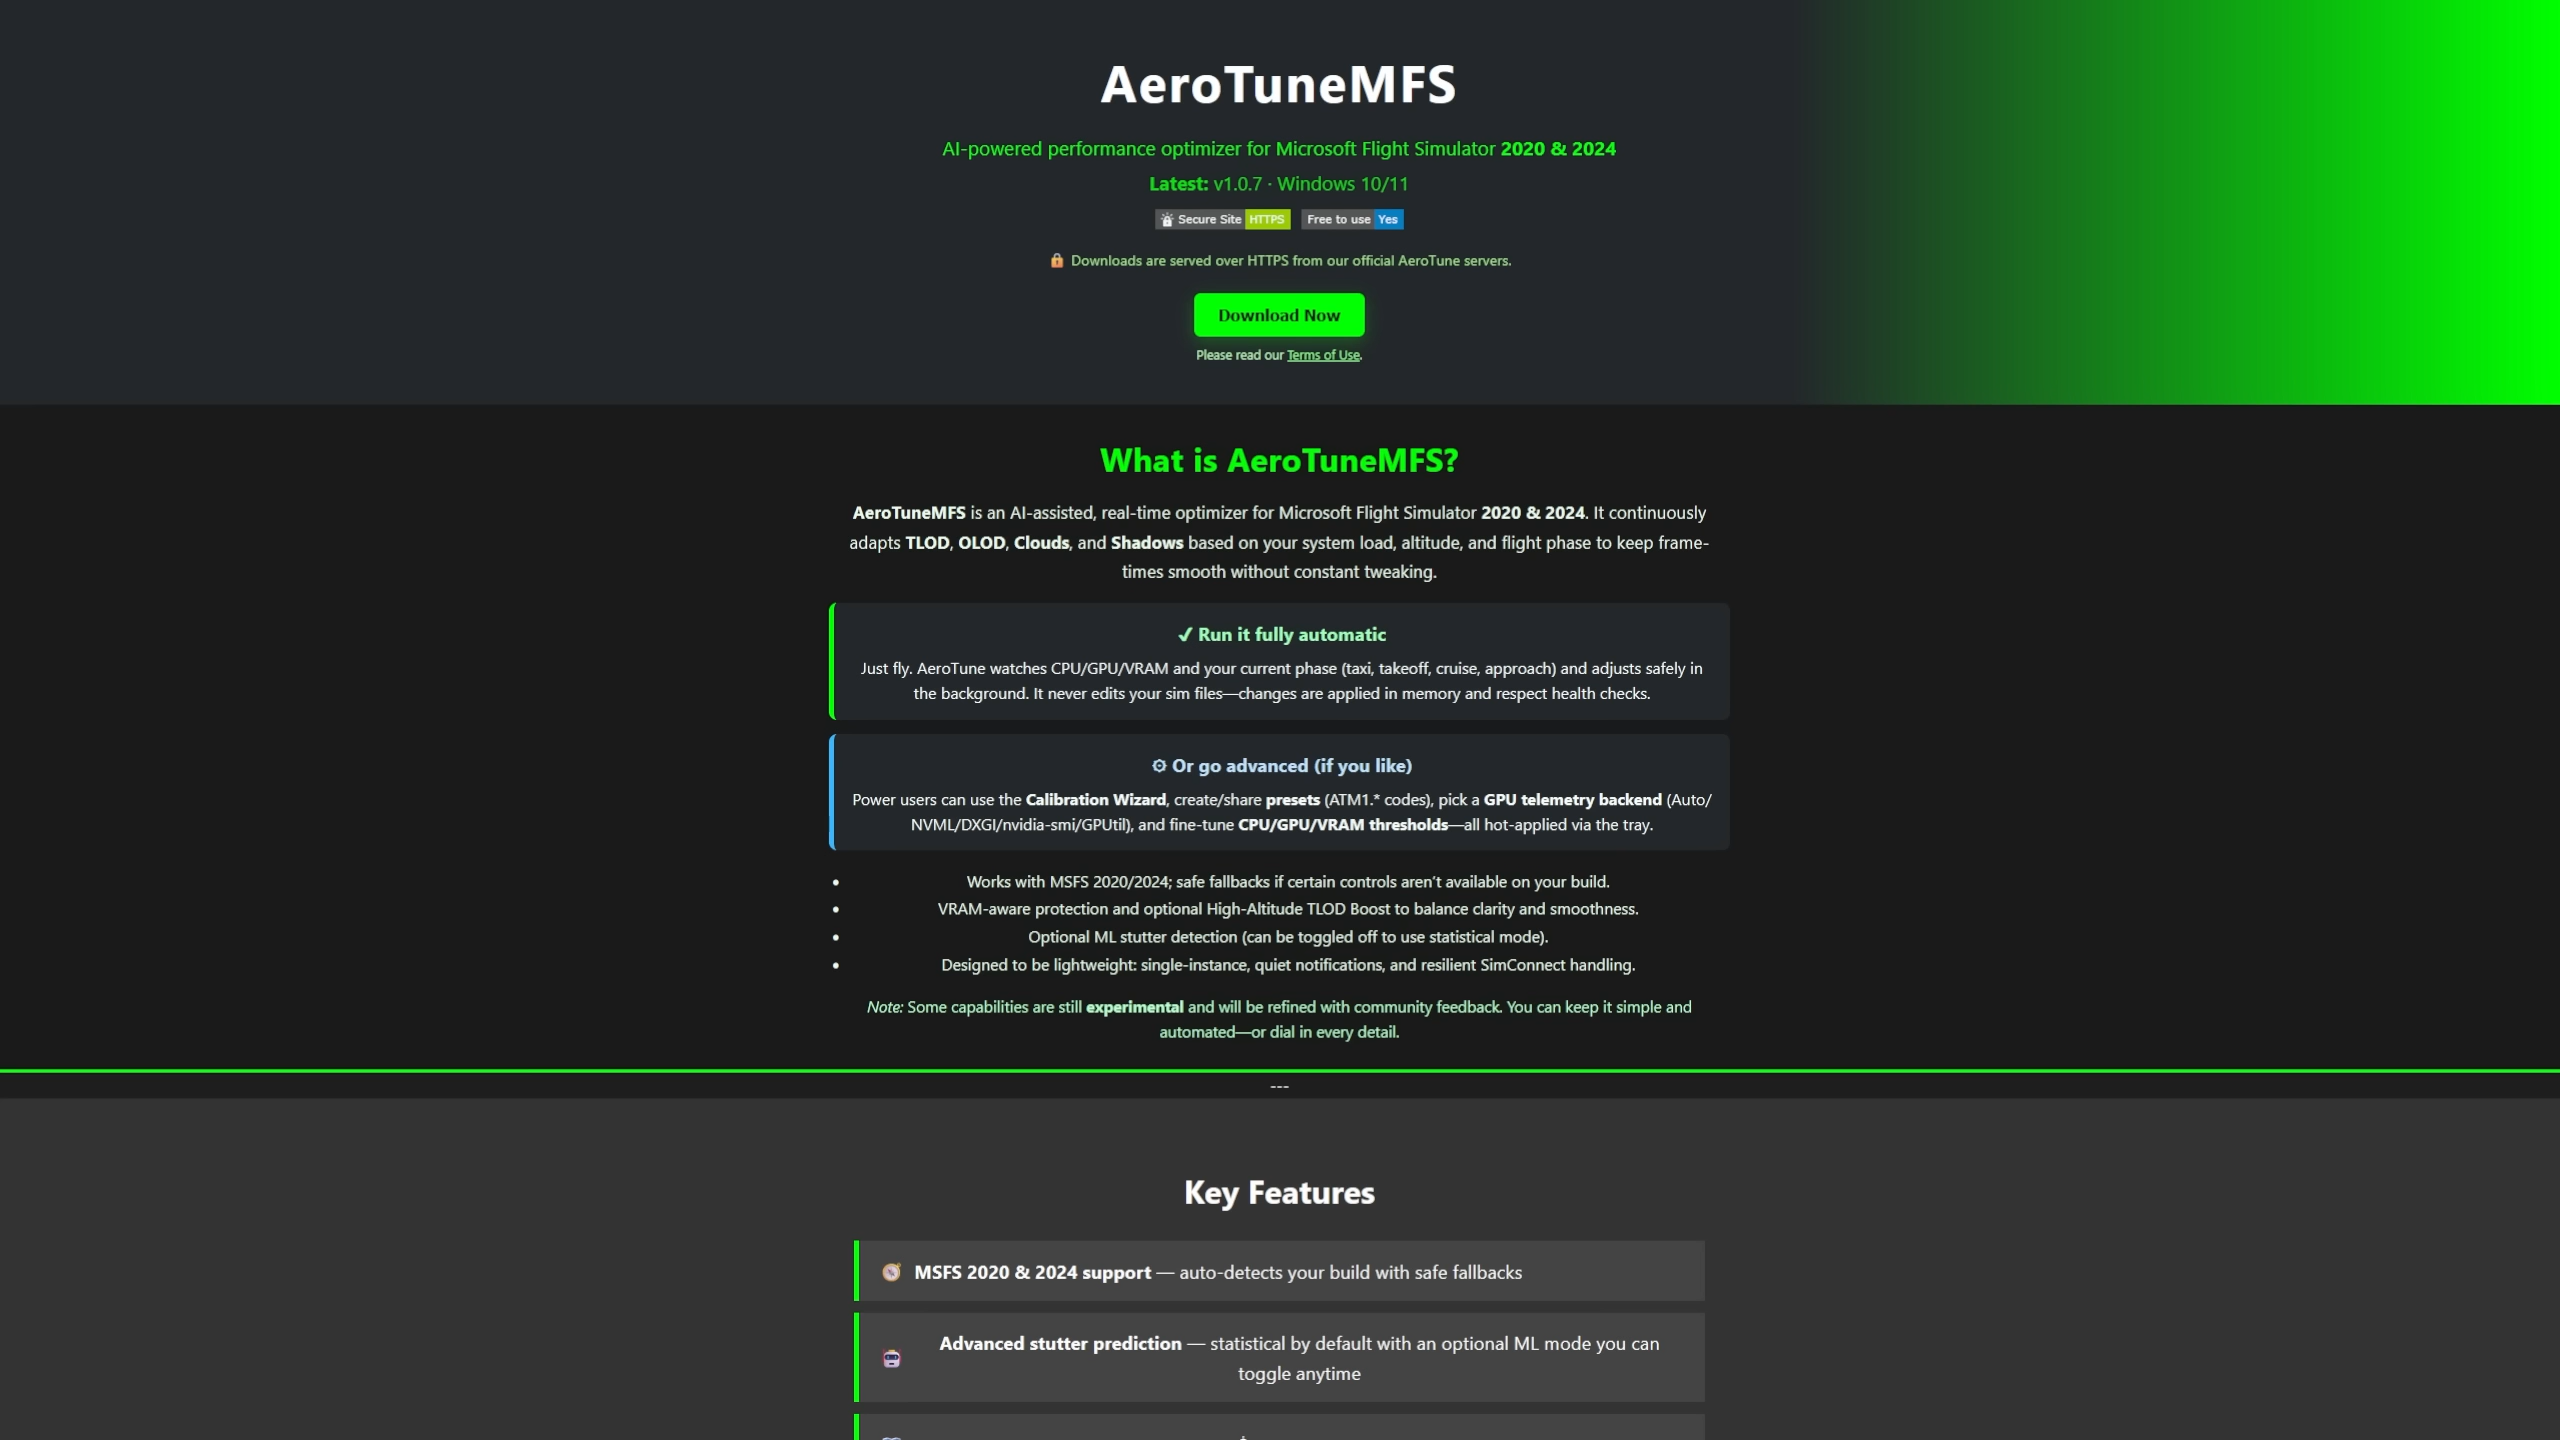 AeroTuneMFS
AI-powered performance optimizer for Microsoft Flight Simulator 2020 & 2024
Latest: v1.0.7 · Windows 10/11
Secure Site HTTPS Free to use Yes
🔒 Downloads are served over HTTPS from our official AeroTune servers.
Download Now
Please read our Terms of Use.
What is AeroTuneMFS?
AeroTuneMFS is an AI-assisted, real-time optimizer for Microsoft Flight Simulator 2020 & 2024. It continuously
adapts TLOD, OLOD, Clouds, and Shadows based on your system load, altitude, and flight phase to keep frame-
times smooth without constant tweaking.
✔ Run it fully automatic
Just fly. AeroTune watches CPU/GPU/VRAM and your current phase (taxi, takeoff, cruise, approach) and adjusts safely in
the background. It never edits your sim files—changes are applied in memory and respect health checks.
⚙ Or go advanced (if you like)
Power users can use the Calibration Wizard, create/share presets (ATM1.* codes), pick a GPU telemetry backend (Auto/
NVML/DXGI/nvidia-smi/GPUtil), and fine-tune CPU/GPU/VRAM thresholds—all hot-applied via the tray.
• Works with MSFS 2020/2024; safe fallbacks if certain controls aren't available on your build.
• VRAM-aware protection and optional High-Altitude TLOD Boost to balance clarity and smoothness.
• Optional ML stutter detection (can be toggled off to use statistical mode).
• Designed to be lightweight: single-instance, quiet notifications, and resilient SimConnect handling.
Note: Some capabilities are still experimental and will be refined with community feedback. You can keep it simple and
automated—or dial in every detail.
---
Key Features
MSFS 2020 & 2024 support — auto-detects your build with safe fallbacks
Advanced stutter prediction — statistical by default with an optional ML mode you can
toggle anytime